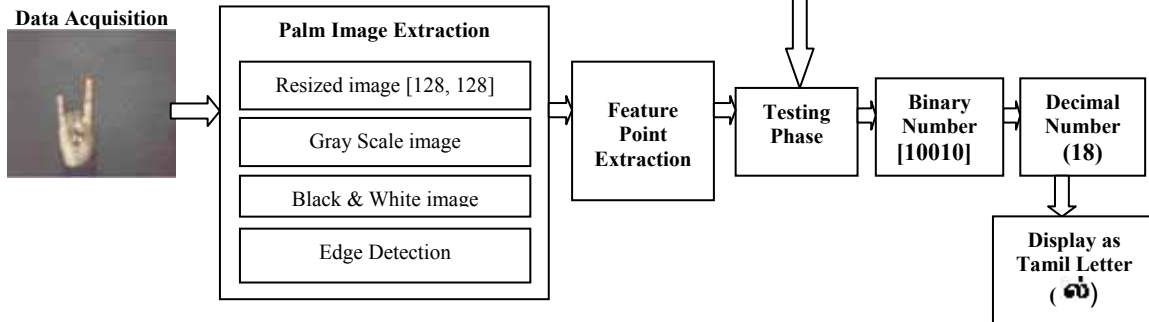 Data Acquisition
Palm Image Extraction
Resized image [128, 128]
Gray Scale image
Black & White image
Edge Detection
Feature
Point
Extraction
Testing
Phase
Binary
Number
[10010]
Decimal
Number
(18)
Display as
Tamil Letter
( ல்)